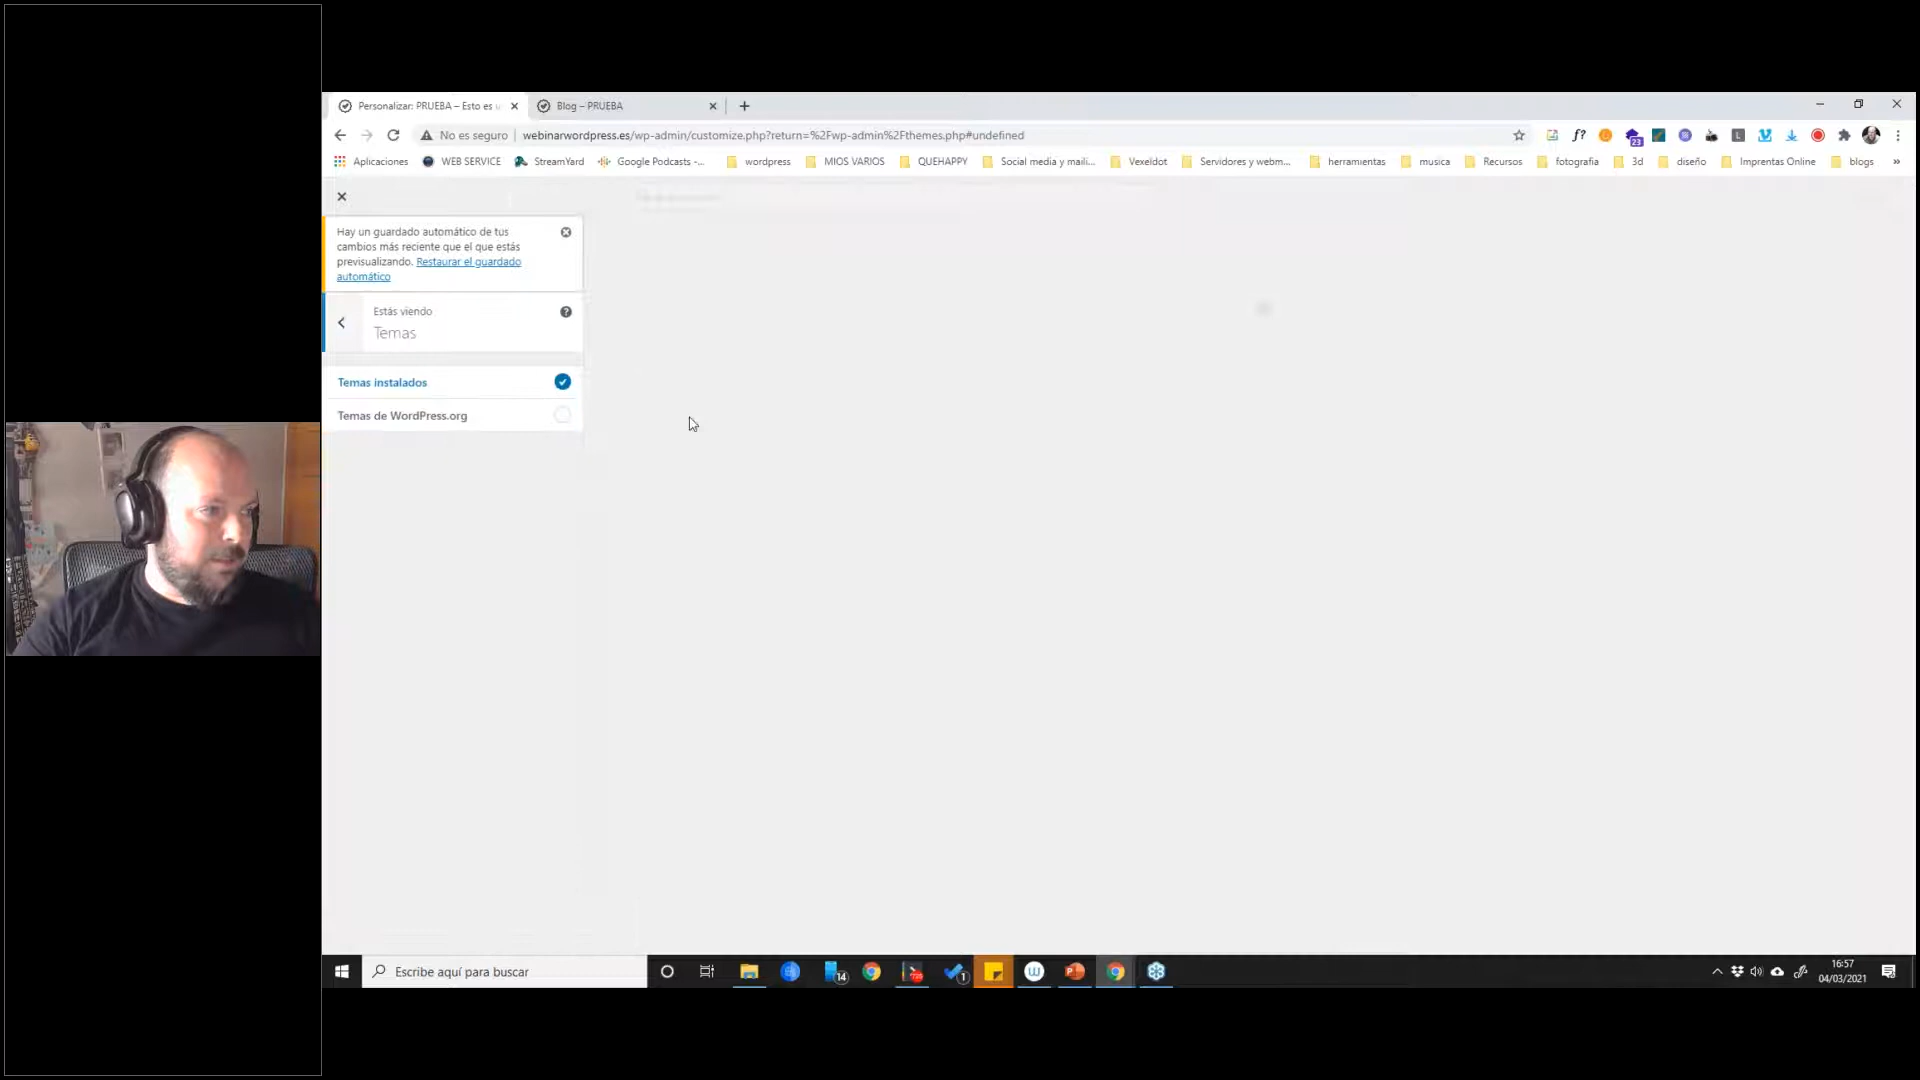 Personalizar: PRUEBA – Esto es u
Blog – PRUEBA
No es seguro
webinarwordpress.es/wp-admin/customize.php?return=%2Fwp-admin%2Fthemes.php#undefined
f?
23
L
Aplicaciones
WEB SERVICE
StreamYard
Google Podcasts -...
wordpress
MIOS VARIOS
QUEHAPPY
Social media y maili...
Vexeldot
Servidores y webm...
herramientas
musica
Recursos
fotografia
3d
diseño
Imprentas Online
blogs
»
Hay un guardado automático de tus
cambios más reciente que el que estás
previsualizando. Restaurar el guardado
automático
Estás viendo
Temas
Temas instalados
Temas de WordPress.org
Escribe aquí para buscar
14
1
16:57
04/03/2021